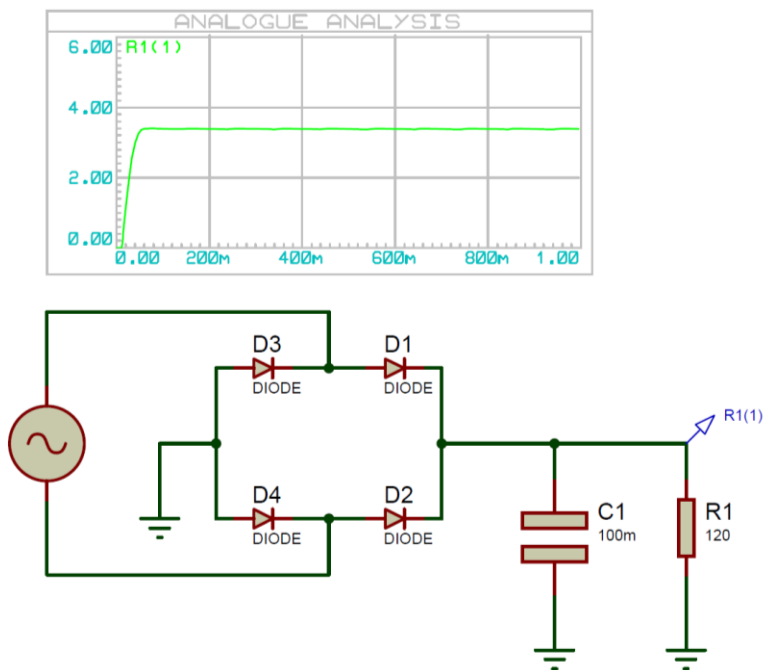 ANALOGUE ANALYSIS
6.00
R1(1)
4.00
2.00
0.00
0.00 200m 400m 600m 800m 1.00
D3 D1
DIODE DIODE
R1(1)
D4 D2
DIODE DIODE
C1
100m
R1
120